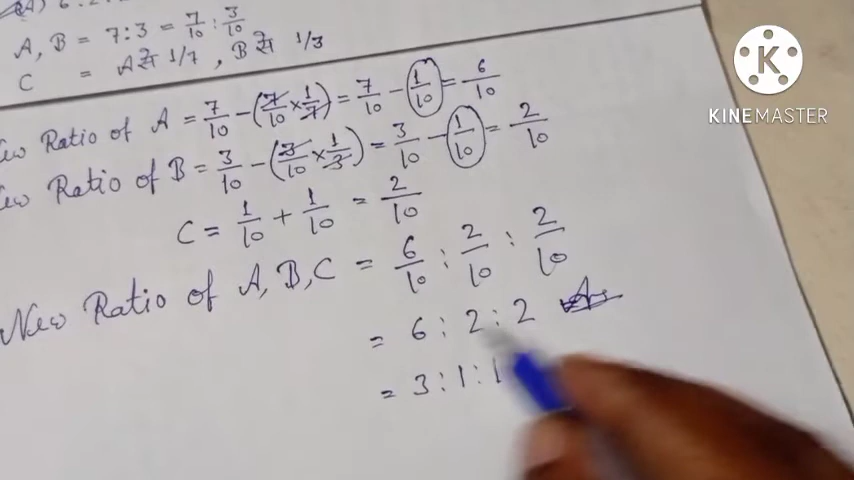 A) 6:2:
A, B = 7:3 = 7/10 : 3/10
C = A से 1/7, B से 1/3
New Ratio of A = 7/10 - (7/10 × 1/7) = 7/10 - 1/10 = 6/10
New Ratio of B = 3/10 - (3/10 × 1/3) = 3/10 - 1/10 = 2/10
C = 1/10 + 1/10 = 2/10
New Ratio of A, B, C = 6/10 : 2/10 : 2/10
= 6 : 2 : 2 Ans
= 3 : 1 : 1
K
KINEMASTER